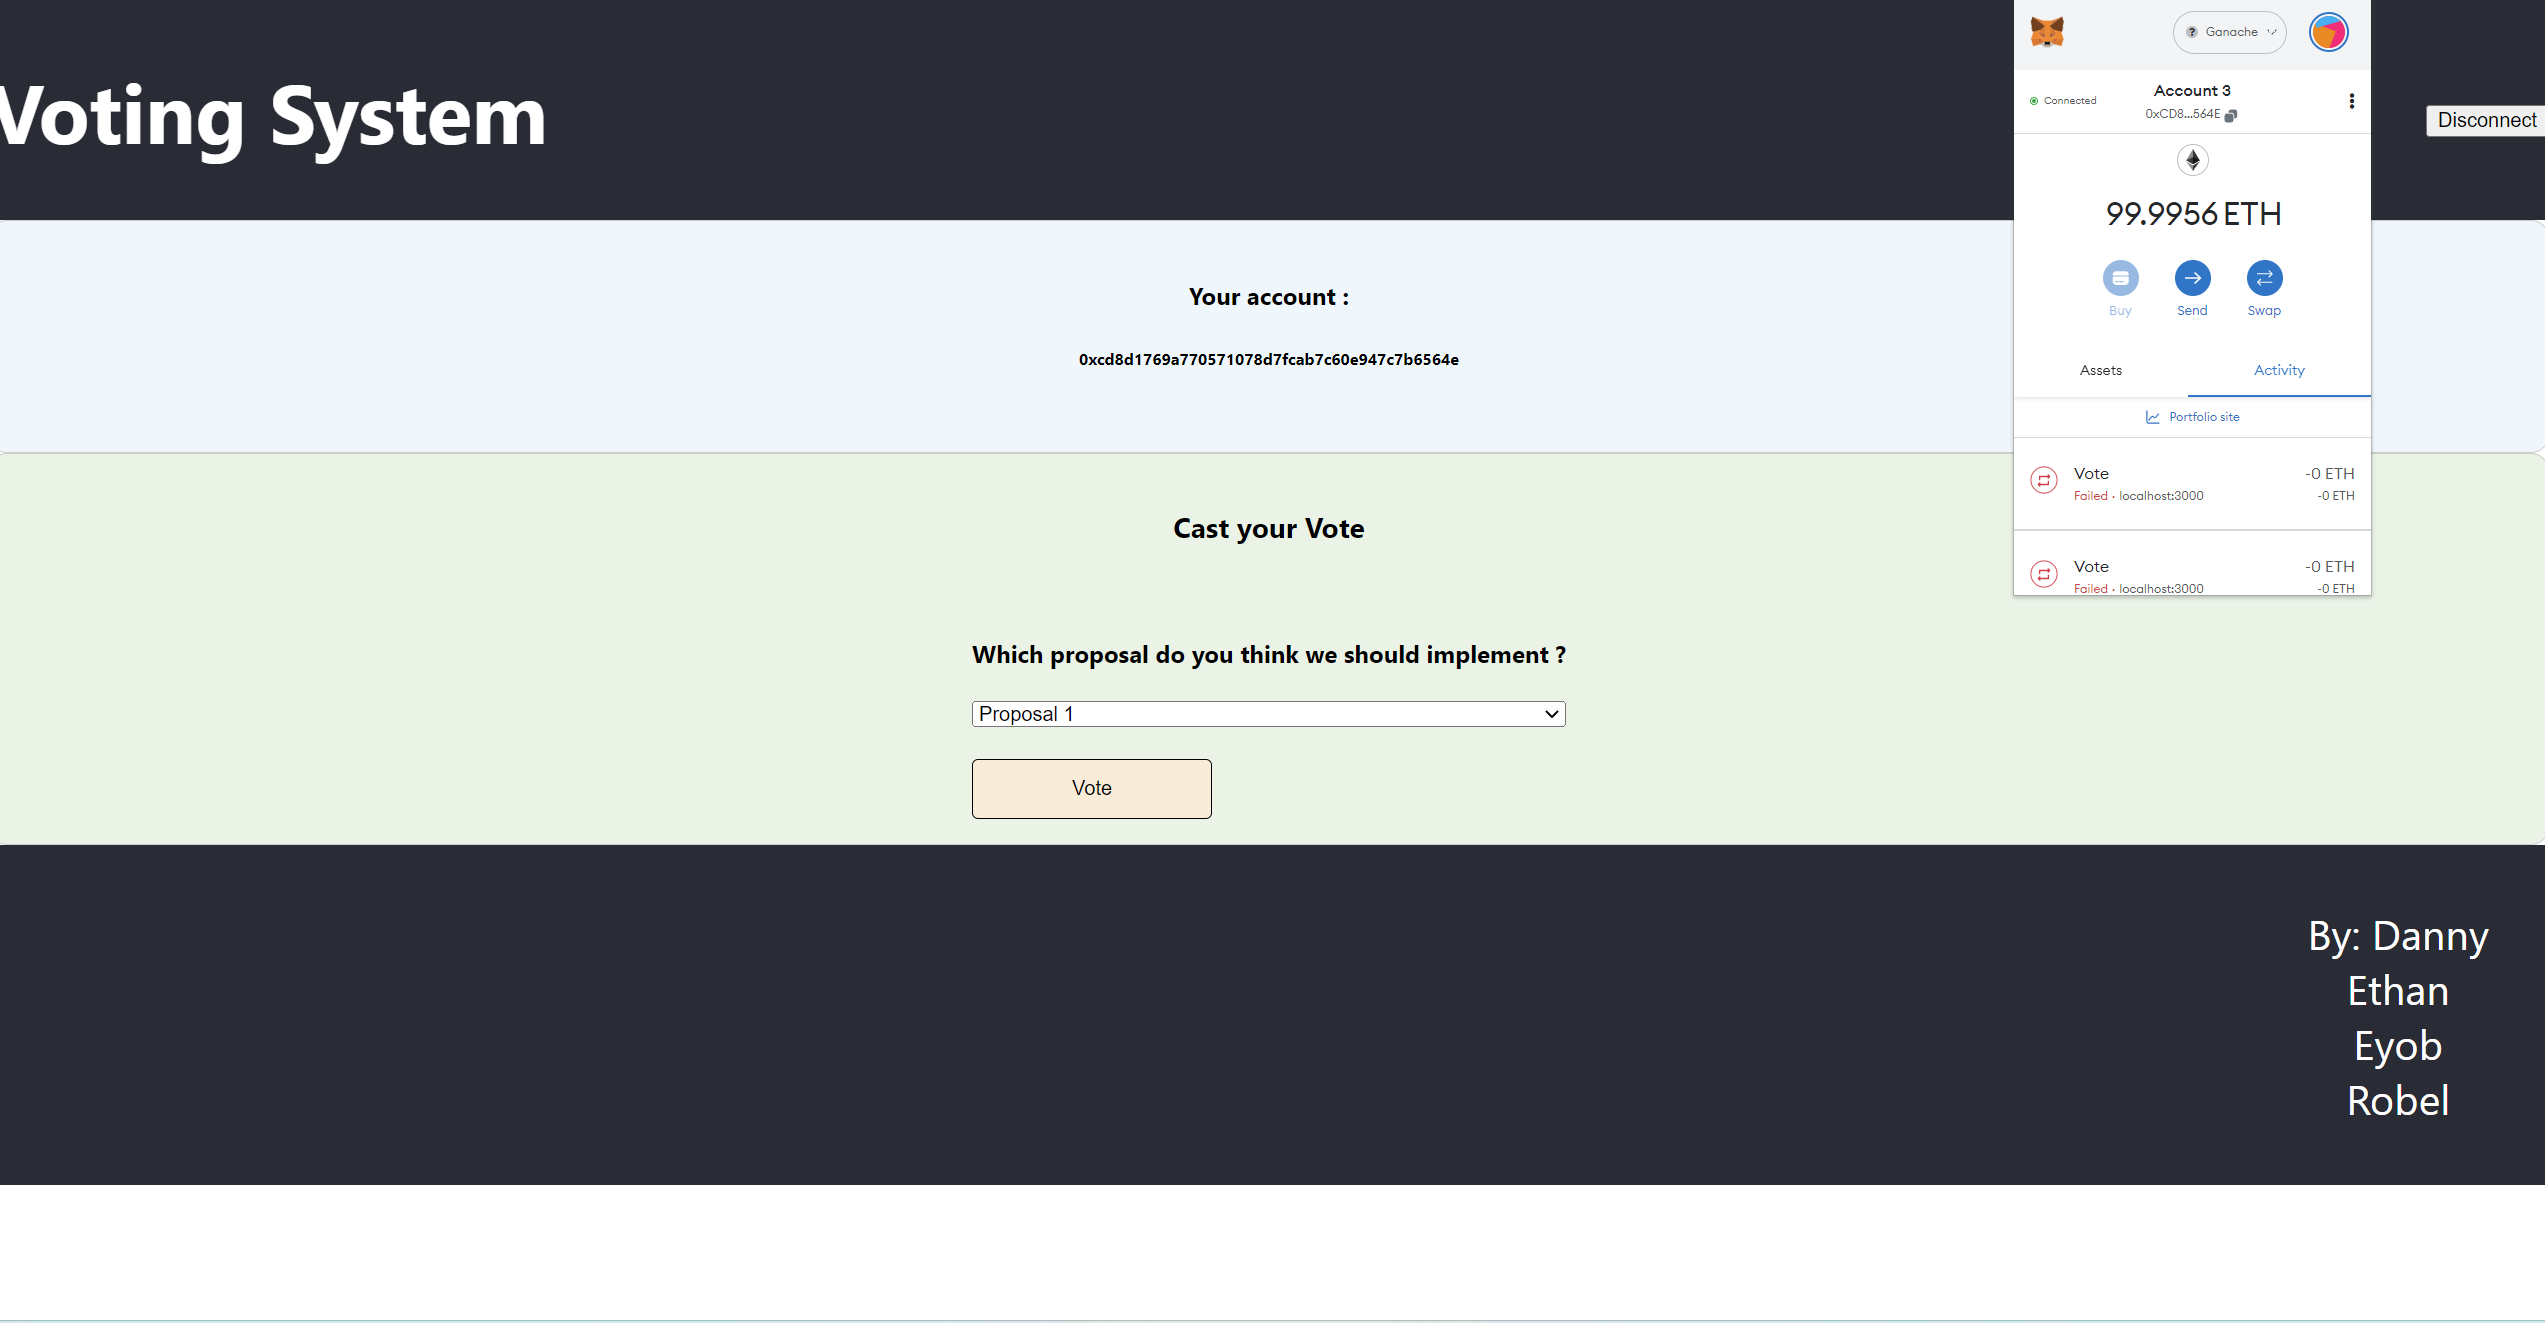 Voting System
Disconnect
Ganache
Connected
Account 3
0xCD8...564E
99.9956 ETH
Buy
Send
Swap
Assets
Activity
Portfolio site
Vote
-0 ETH
Failed · localhost:3000
-0 ETH
Vote
-0 ETH
Failed · localhost:3000
-0 ETH
Your account :
0xcd8d1769a770571078d7fcab7c60e947c7b6564e
Cast your Vote
Which proposal do you think we should implement ?
Proposal 1
Vote
By: Danny
Ethan
Eyob
Robel